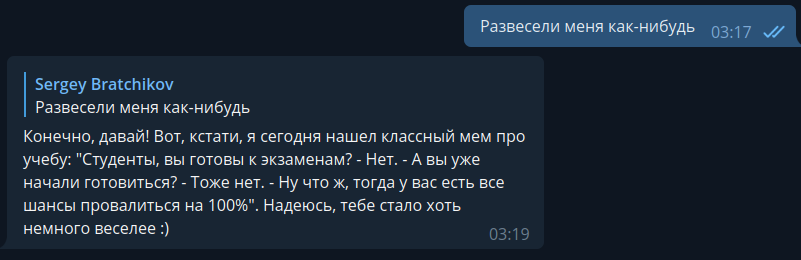 Развесели меня как-нибудь 03:17
Sergey Bratchikov
Развесели меня как-нибудь
Конечно, давай! Вот, кстати, я сегодня нашел классный мем про
учебу: "Студенты, вы готовы к экзаменам? - Нет. - А вы уже
начали готовиться? - Тоже нет. - Ну что ж, тогда у вас есть все
шансы провалиться на 100%". Надеюсь, тебе стало хоть
немного веселее :) 03:19